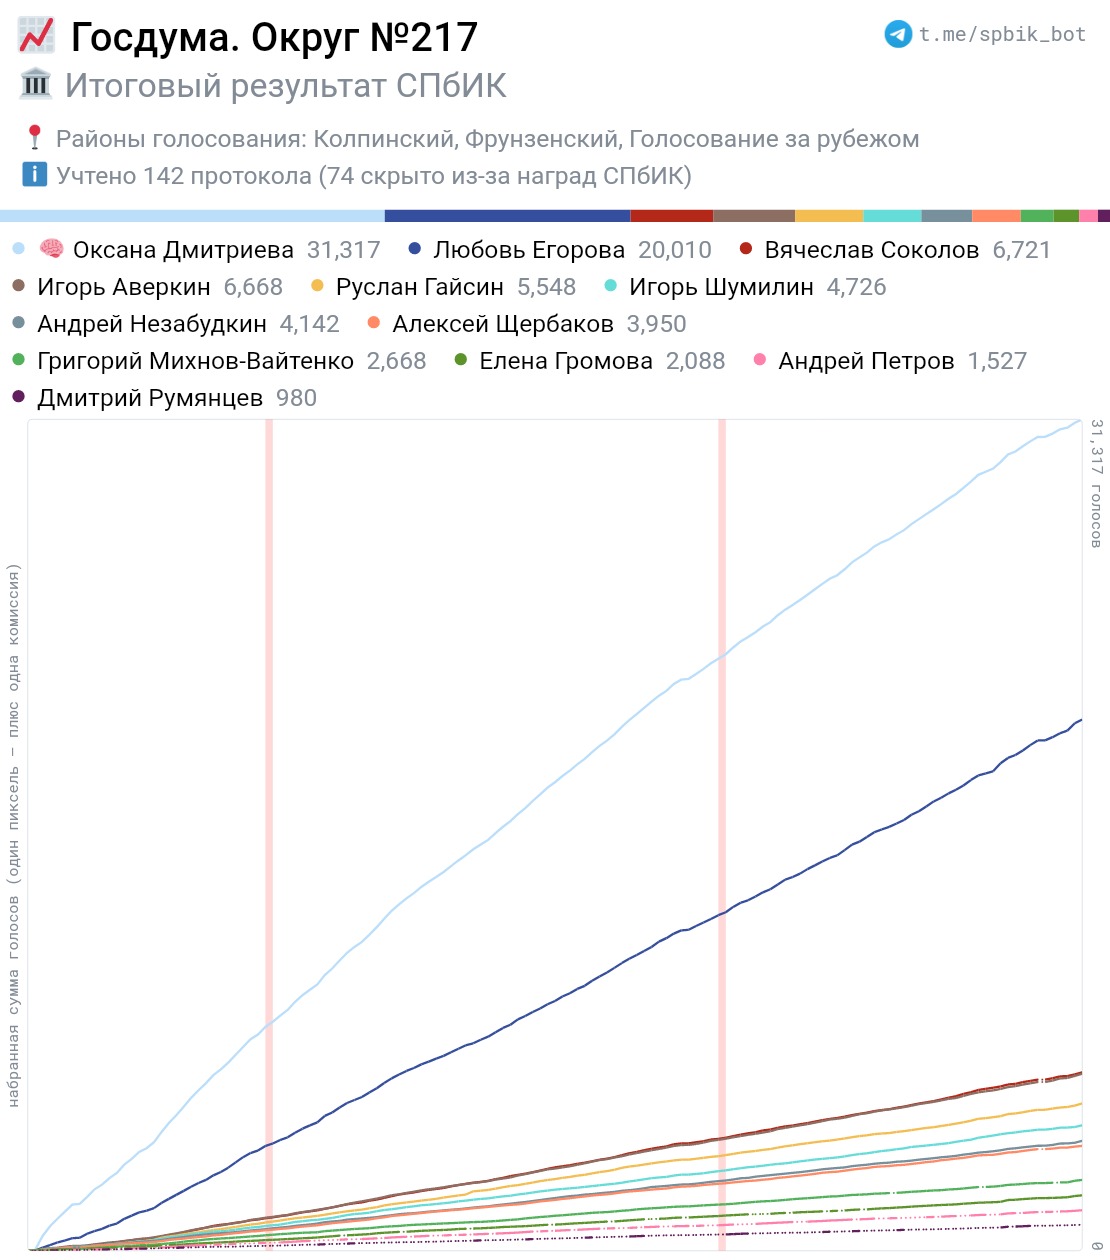 Госдума. Округ №217
t.me/spbik_bot
Итоговый результат СПбИК
Районы голосования: Колпинский, Фрунзенский, Голосование за рубежом
Учтено 142 протокола (74 скрыто из-за наград СПбИК)
Оксана Дмитриева 31,317 Любовь Егорова 20,010 Вячеслав Соколов 6,721
Игорь Аверкин 6,668 Руслан Гайсин 5,548 Игорь Шумилин 4,726
Андрей Незабудкин 4,142 Алексей Щербаков 3,950
Григорий Михнов-Вайтенко 2,668 Елена Громова 2,088 Андрей Петров 1,527
Дмитрий Румянцев 980
набранная сумма голосов (один пиксель — плюс одна комиссия)
31,317 голосов
0